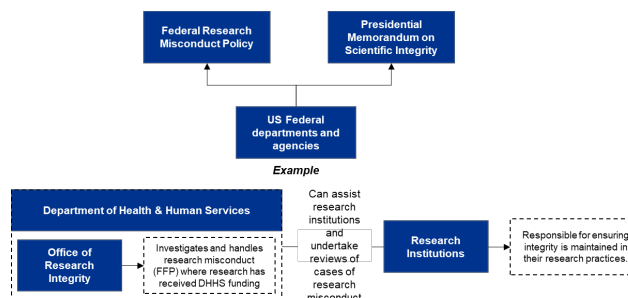 Federal Research
Misconduct Policy
Presidential
Memorandum on
Scientific Integrity
US Federal
departments and
agencies
Example
Department of Health & Human Services
Office of
Research
Integrity
Investigates and handles
research misconduct
(FFP) where research has
received DHHS funding
Can assist
research
institutions
and
undertake
reviews of
cases of
research
misconduct
Research
Institutions
Responsible for ensuring
integrity is maintained in
their research practices.